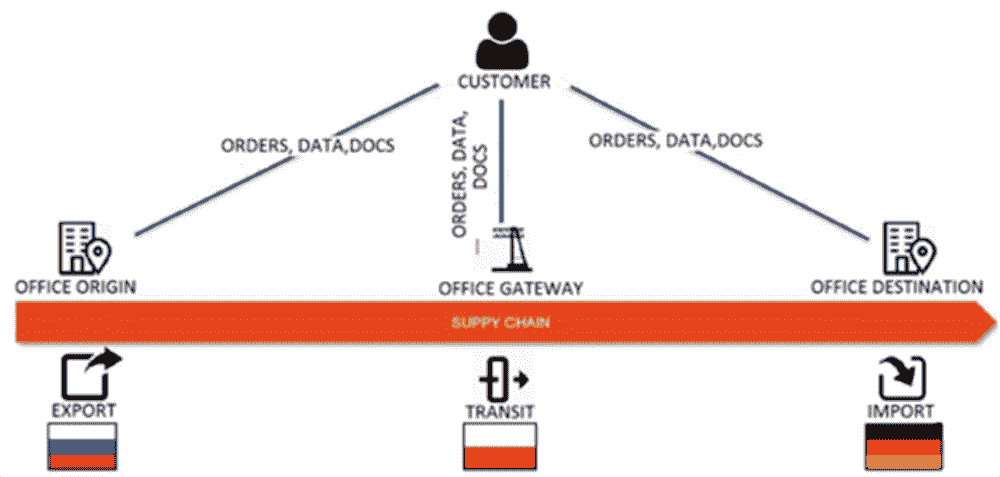 CUSTOMER
ORDERS, DATA,DOCS
ORDERS, DATA,
DOCS
ORDERS, DATA,DOCS
OFFICE ORIGIN
OFFICE GATEWAY
OFFICE DESTINATION
SUPPY CHAIN
EXPORT
TRANSIT
IMPORT